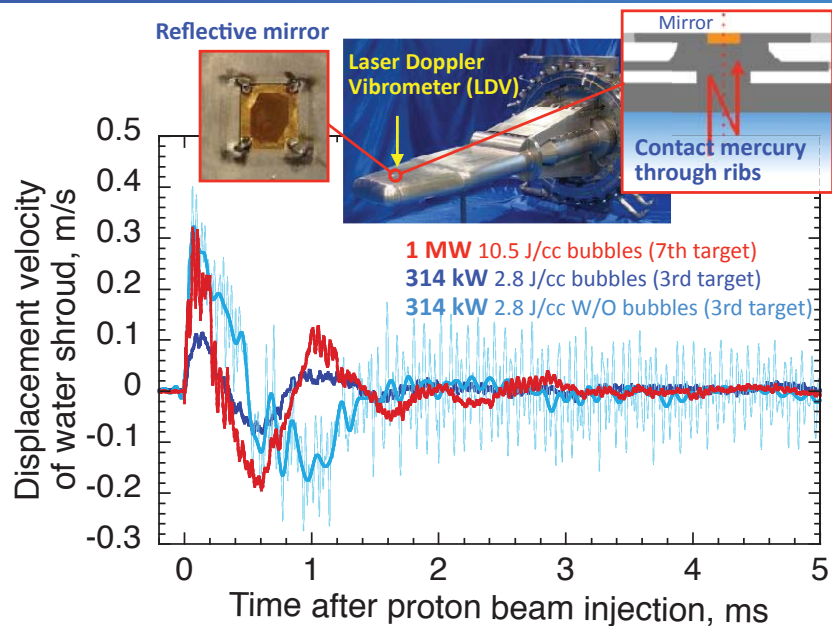 Reflective mirror
Laser Doppler
Vibrometer (LDV)
Mirror
Contact mercury
through ribs
1 MW 10.5 J/cc bubbles (7th target)
314 kW 2.8 J/cc bubbles (3rd target)
314 kW 2.8 J/cc W/O bubbles (3rd target)
Displacement velocity
of water shroud, m/s
0.5
0.4
0.3
0.2
0.1
0
-0.1
-0.2
-0.3
0
1
2
3
4
5
Time after proton beam injection, ms